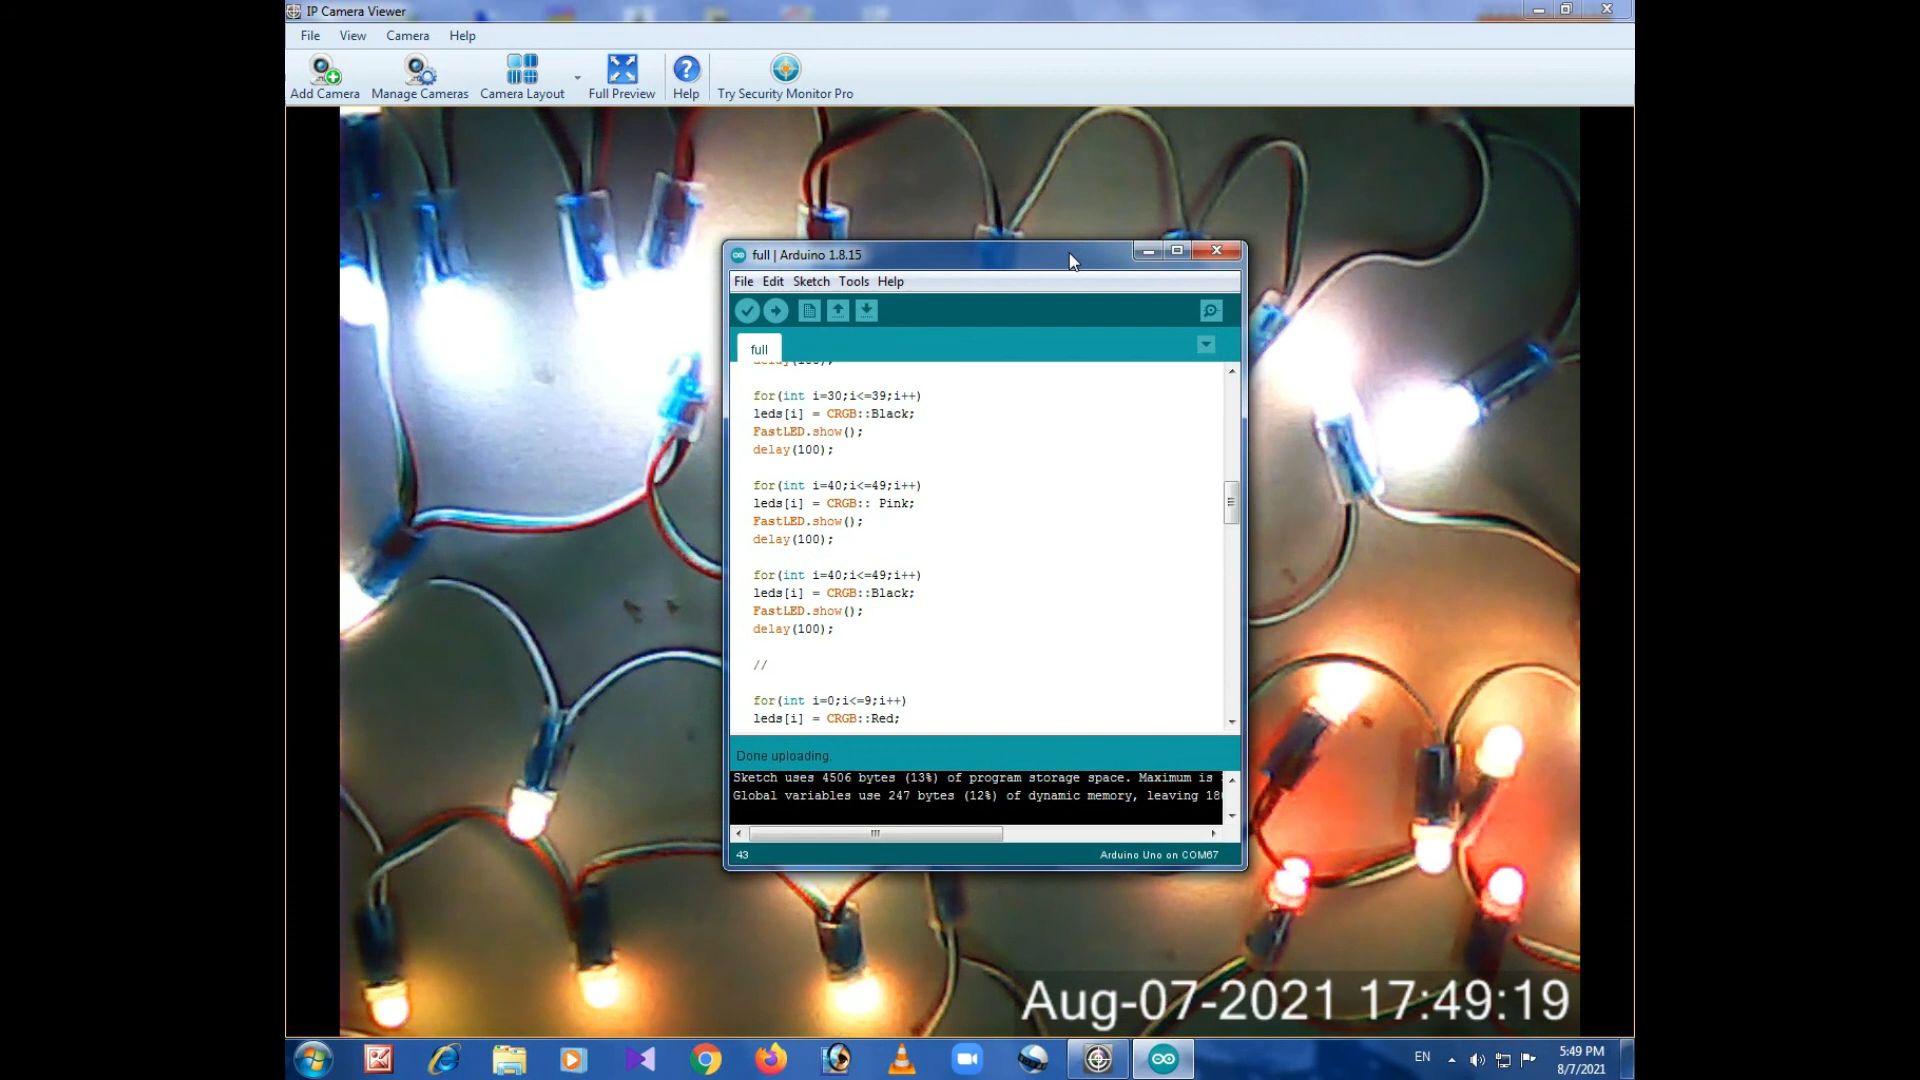 IP Camera Viewer
File View Camera Help
Add Camera Manage Cameras Camera Layout Full Preview Help Try Security Monitor Pro
full | Arduino 1.8.15
File Edit Sketch Tools Help
full
for(int i=30;i<=39;i++)
leds[i] = CRGB::Black;
FastLED.show();
delay(100);
for(int i=40;i<=49;i++)
leds[i] = CRGB:: Pink;
FastLED.show();
delay(100);
for(int i=40;i<=49;i++)
leds[i] = CRGB::Black;
FastLED.show();
delay(100);
//
for(int i=0;i<=9;i++)
leds[i] = CRGB::Red;
Done uploading.
Sketch uses 4506 bytes (13%) of program storage space. Maximum is
Global variables use 247 bytes (12%) of dynamic memory, leaving 18
43 Arduino Uno on COM67
Aug-07-2021 17:49:19
EN 5:49 PM
8/7/2021